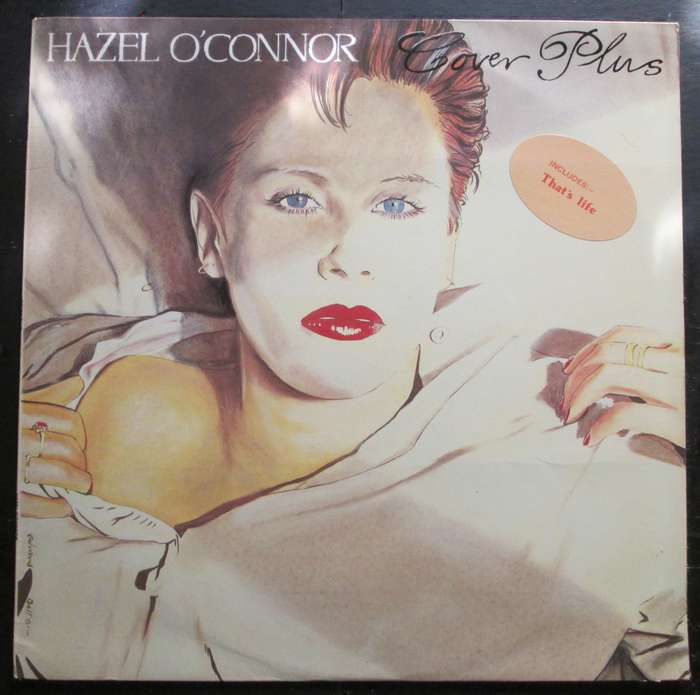 HAZEL O'CONNOR
Cover Plus
INCLUDES:-
That's life